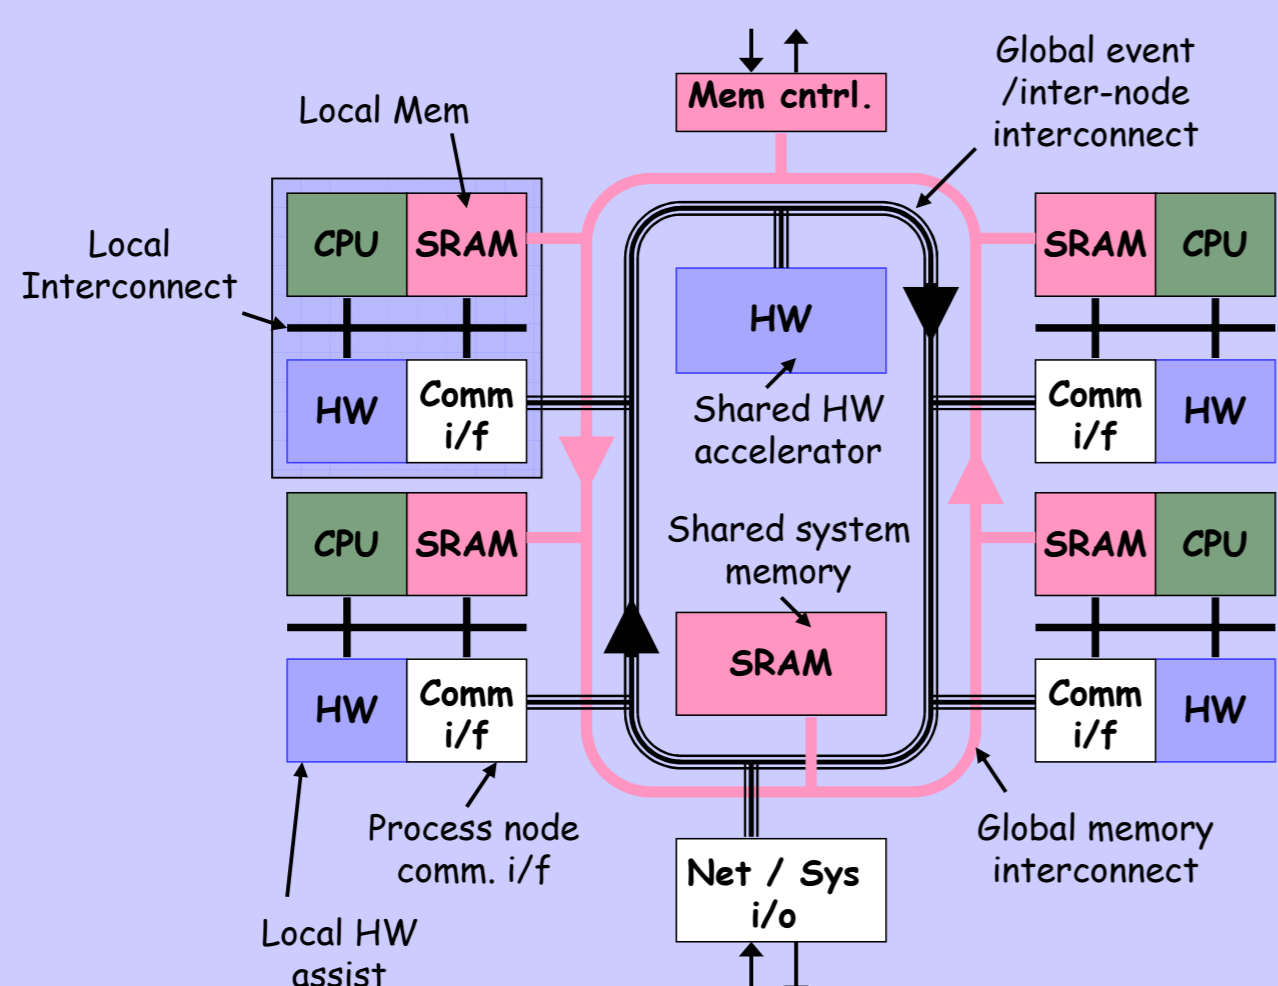 Global event
/inter-node
interconnect
Mem cntrl.
Local Mem
CPU
SRAM
SRAM
CPU
Local
Interconnect
HW
HW
Comm
i/f
Comm
i/f
HW
Shared HW
accelerator
CPU
SRAM
Shared system
memory
SRAM
CPU
SRAM
HW
Comm
i/f
Comm
i/f
HW
Process node
comm. i/f
Global memory
interconnect
Net / Sys
i/o
Local HW
assist